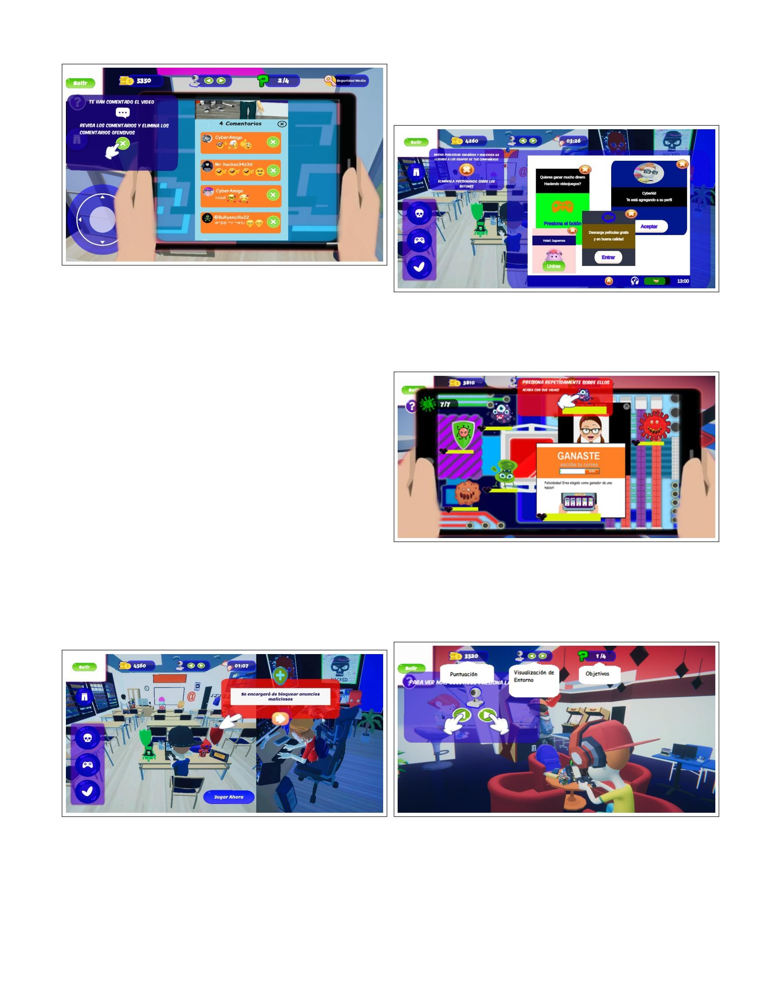 Salir
5350
2/4
Seguridad Media
TE HAN COMENTADO EL VIDEO
REVISA LOS COMENTARIOS Y ELIMINA LOS
COMENTARIOS OFENSIVOS
4 Comentarios
CyberAmigo
Mr.hackss34z3d
CyberAmiga
Hola!!
@Bullyencillo22
Salir
4260
03:26
HACKED
MUCHA PUBLICIDAD ENGAÑOSA Y MALICIOSA HA
LLEGADO A LOS EQUIPOS DE TUS COMPAÑEROS
ELIMÍNALA PRESIONANDO SOBRE LOS
BOTONES
@
Quieres ganar mucho dinero
Haciendo videojuegos?
Presiona el botón
Cyberkid
Te está agregando a su perfil
Aceptar
Hola!! Juguemos
Unirse
Descarga películas gratis
y en buena calidad
Entrar
13:00
3810
PRESIONA REPETIDAMENTE SOBRE ELLOS
ACABA CON SUS VIDAS!
7/7
GANASTE
escribe tu correo
Felicidades! Eres elegido como ganador de una
tablet!
Salir
4560
01:07
HACKED
@
Se encargará de bloquear anuncios
maliciosos
Jugar Ahora
3520
1/4
Salir
Puntuación
Visualización de
Entorno
Objetivos
PARA VER